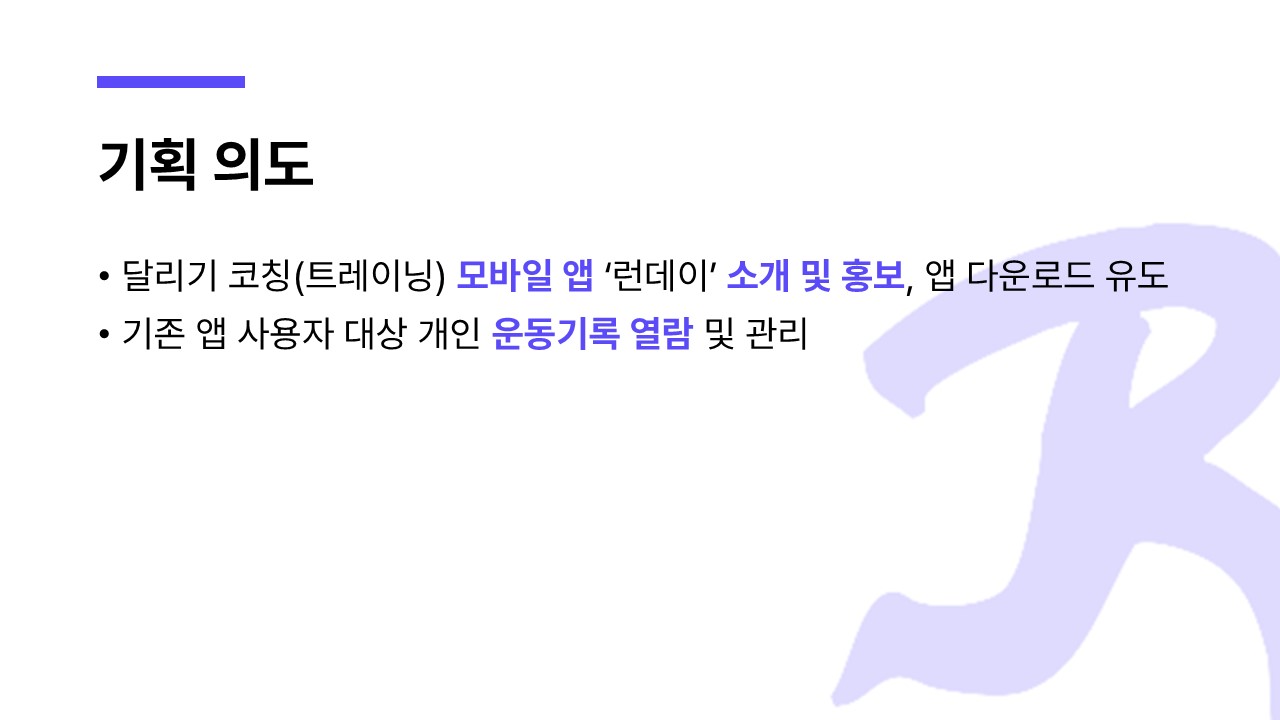 기획 의도
• 달리기 코칭(트레이닝) 모바일 앱 ‘런데이’ 소개 및 홍보, 앱 다운로드 유도
• 기존 앱 사용자 대상 개인 운동기록 열람 및 관리